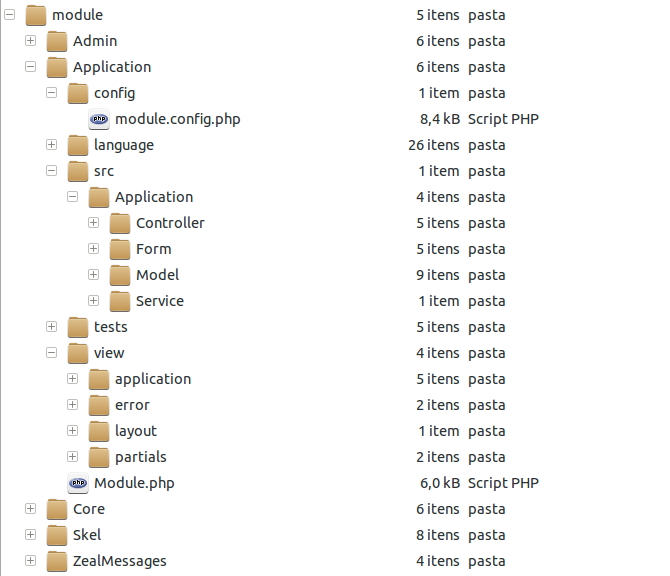 module 5 itens pasta
Admin 6 itens pasta
Application 6 itens pasta
config 1 item pasta
php module.config.php 8,4 kB Script PHP
language 26 itens pasta
src 1 item pasta
Application 4 itens pasta
Controller 5 itens pasta
Form 5 itens pasta
Model 9 itens pasta
Service 1 item pasta
tests 5 itens pasta
view 4 itens pasta
application 5 itens pasta
error 2 itens pasta
layout 1 item pasta
partials 2 itens pasta
php Module.php 6,0 kB Script PHP
Core 6 itens pasta
Skel 8 itens pasta
ZealMessages 4 itens pasta